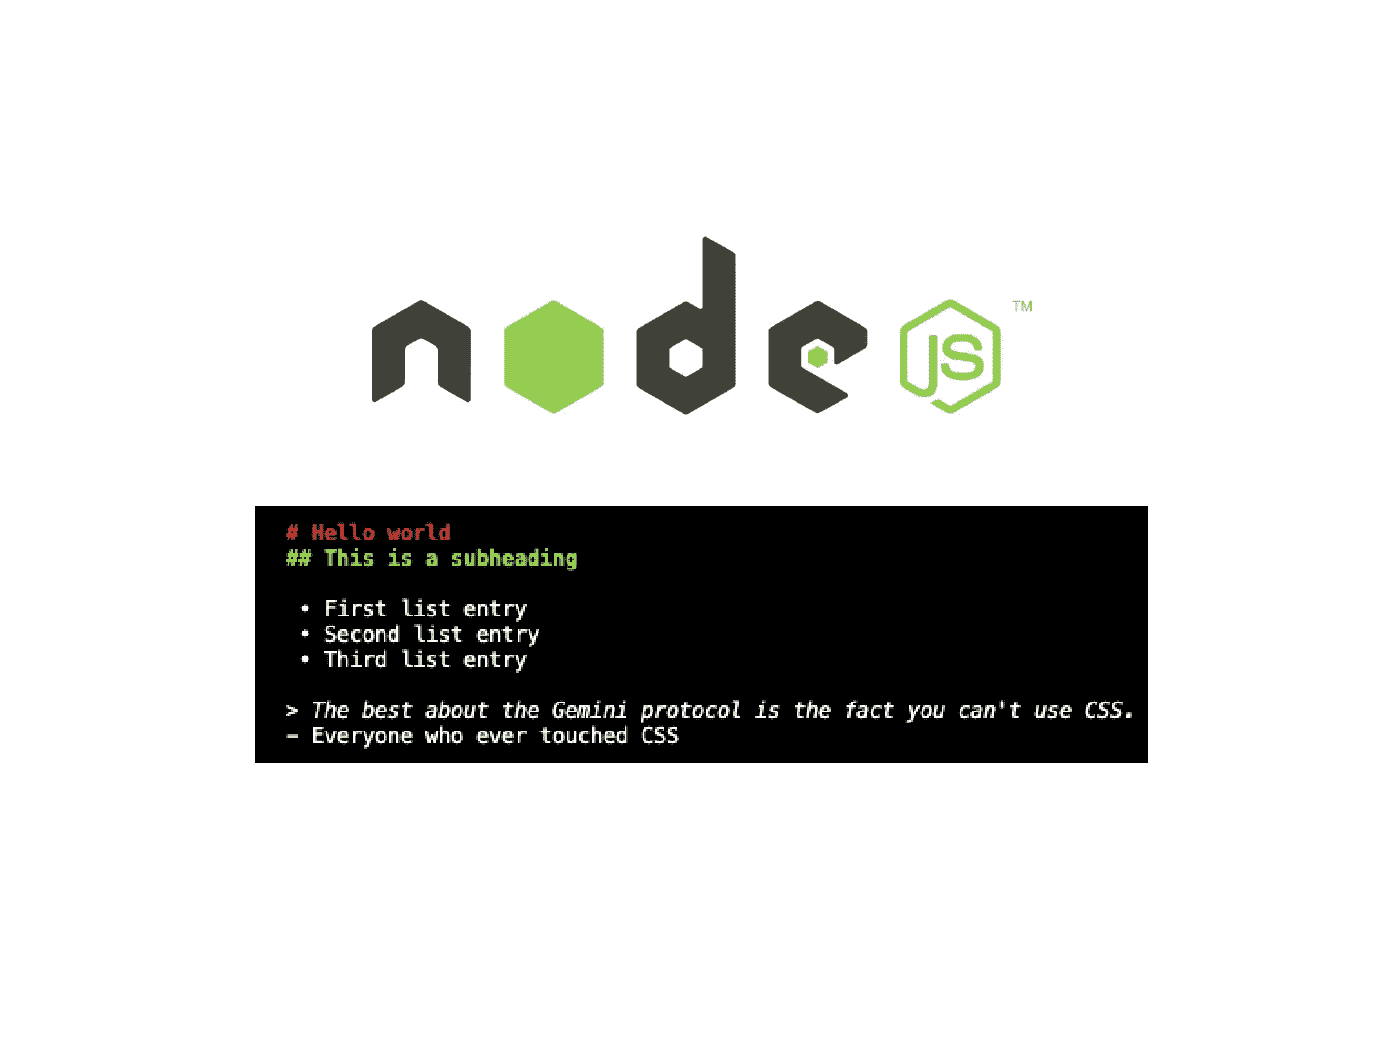 node JS ™
# Hello world
## This is a subheading
• First list entry
• Second list entry
• Third list entry
> The best about the Gemini protocol is the fact you can't use CSS.
— Everyone who ever touched CSS